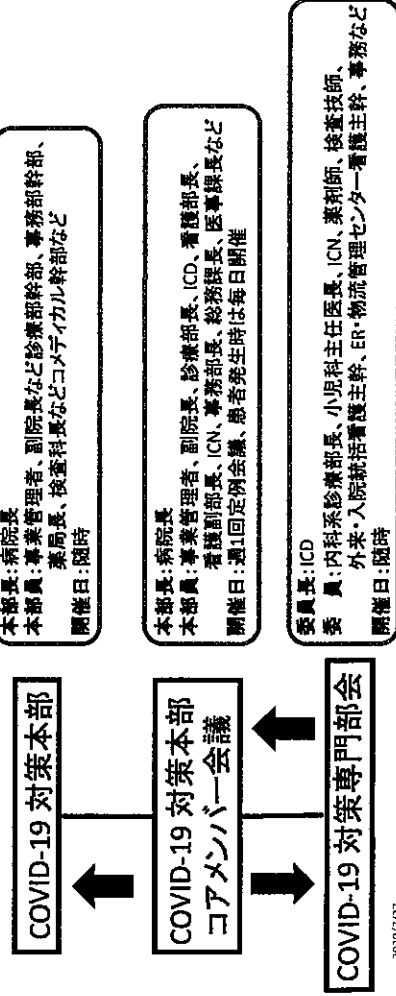 COVID-19 対策本部
本部長:病院長
本部員:事業管理者、副院長など診療部幹部、事務部幹部、
薬局長、検査科長などコメディカル幹部など
開催日:随時
COVID-19 対策本部
コアメンバー会議
本部長:病院長
本部員:事業管理者、副院長、診療部長、ICD、看護部長、
看護副部長、ICN、事務部長、総務課長、医事課長など
開催日:週1回定例会議、患者発生時は毎日開催
COVID-19 対策専門部会
委員長:ICD
委 員:内科系診療部長、小児科主任医長、ICN、薬剤師、検査技師、
外来・入院統括看護主幹、ER・物流管理センター看護主幹、事務など
開催日:随時